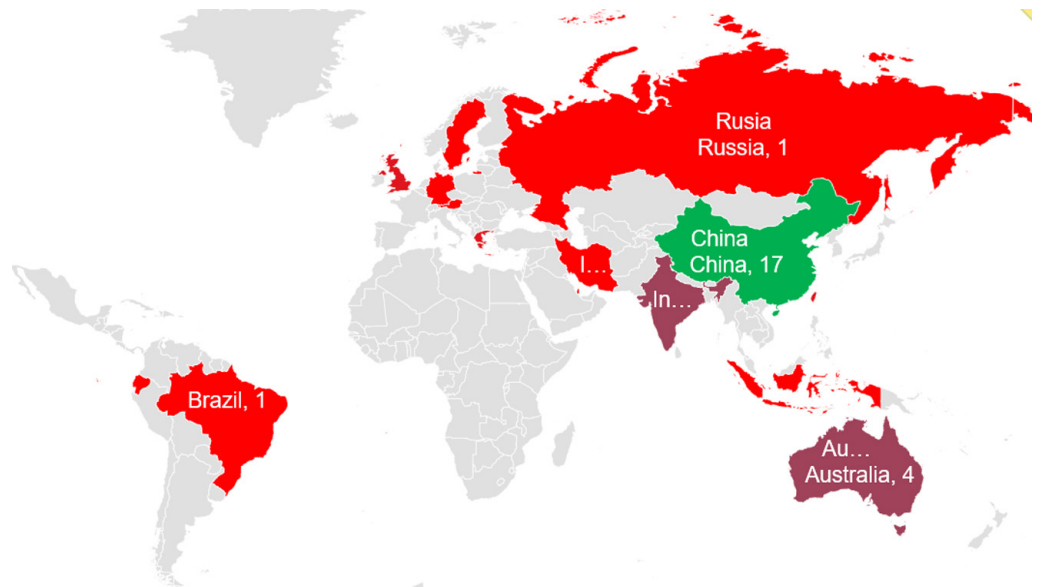 Rusia
Russia, 1
China
China, 17
I...
In...
Brazil, 1
Au...
Australia, 4